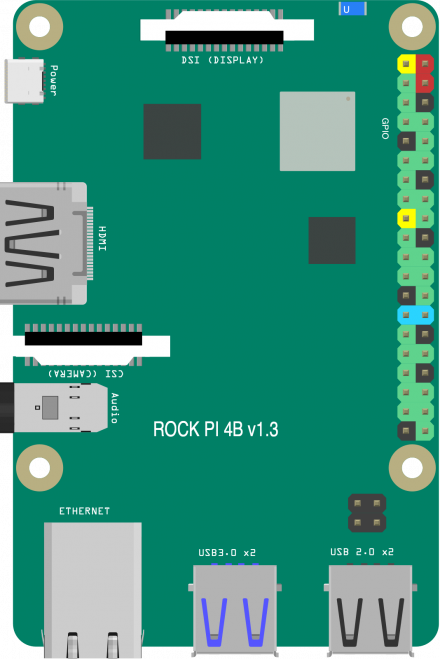 U
DSI (DISPLAY)
Power
GPIO
HDMI
CSI (CAMERA)
Audio
ROCK PI 4B v1.3
ETHERNET
USB3.0 x2
USB 2.0 x2